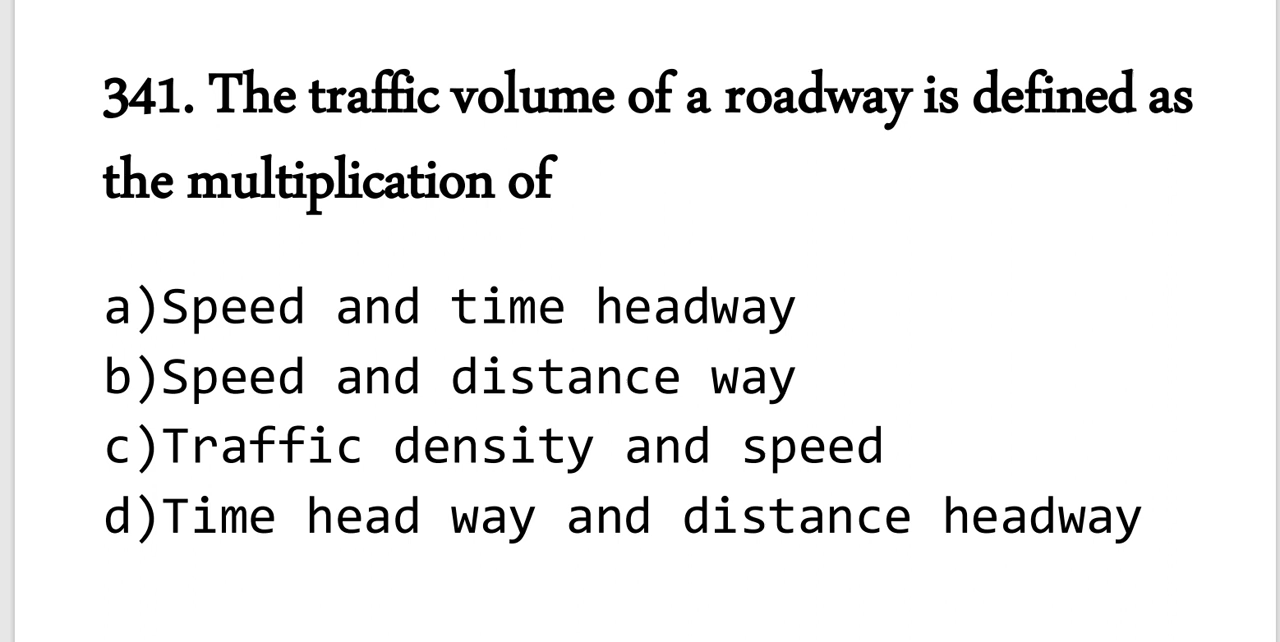 341. The traffic volume of a roadway is defined as
the multiplication of
a)Speed and time headway
b)Speed and distance way
c)Traffic density and speed
d)Time head way and distance headway